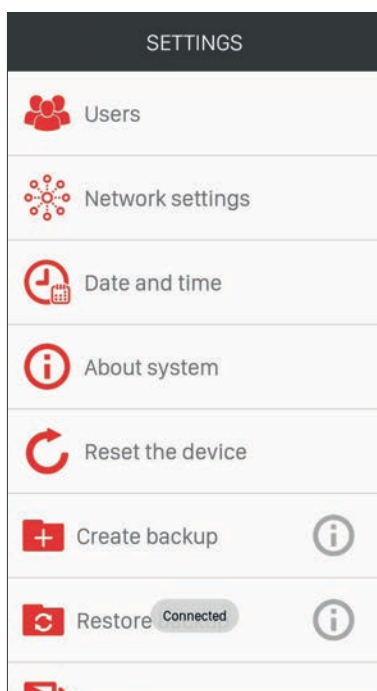 SETTINGS
Users
Network settings
Date and time
About system
Reset the device
Create backup
Restore
Connected